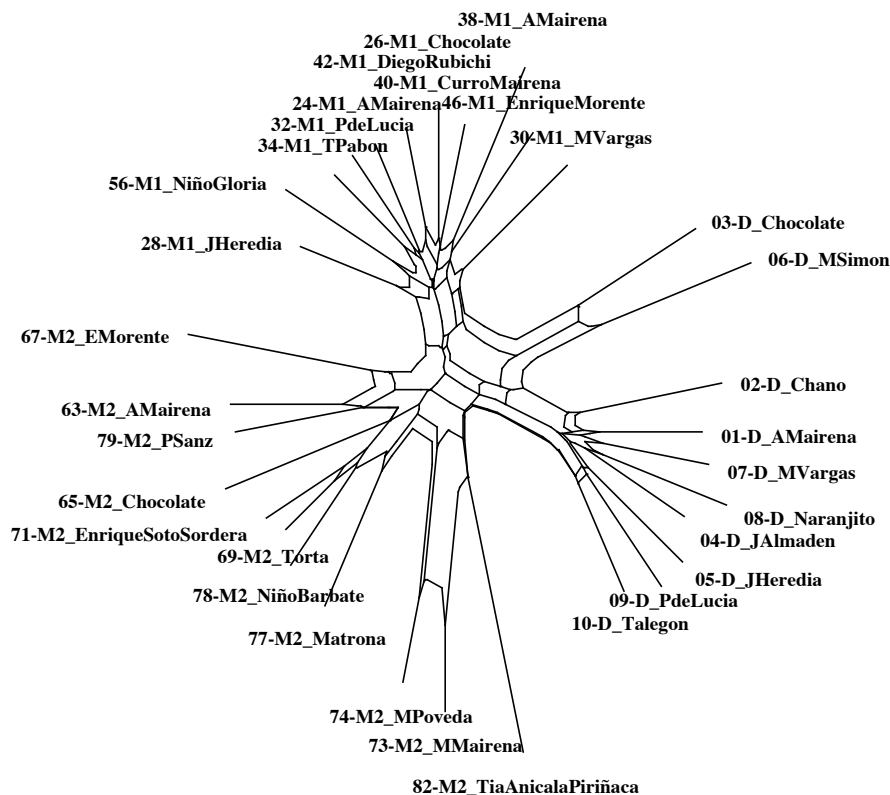 38-M1_AMairena
26-M1_Chocolate
42-M1_DiegoRubichi
40-M1_CurroMairena
24-M1_AMairena
46-M1_EnriqueMorente
32-M1_PdeLucia
34-M1_TPabon
30-M1_MVargas
56-M1_NiñoGloria
28-M1_JHeredia
03-D_Chocolate
06-D_MSimon
67-M2_EMorente
02-D_Chano
63-M2_AMairena
79-M2_PSanz
01-D_AMairena
07-D_MVargas
65-M2_Chocolate
08-D_Naranjito
71-M2_EnriqueSotoSordera
04-D_JAlmaden
69-M2_Torta
05-D_JHeredia
78-M2_NiñoBarbate
09-D_PdeLucia
10-D_Talegon
77-M2_Matrona
74-M2_MPoveda
73-M2_MMairena
82-M2_TiaAnicalaPiriñaca